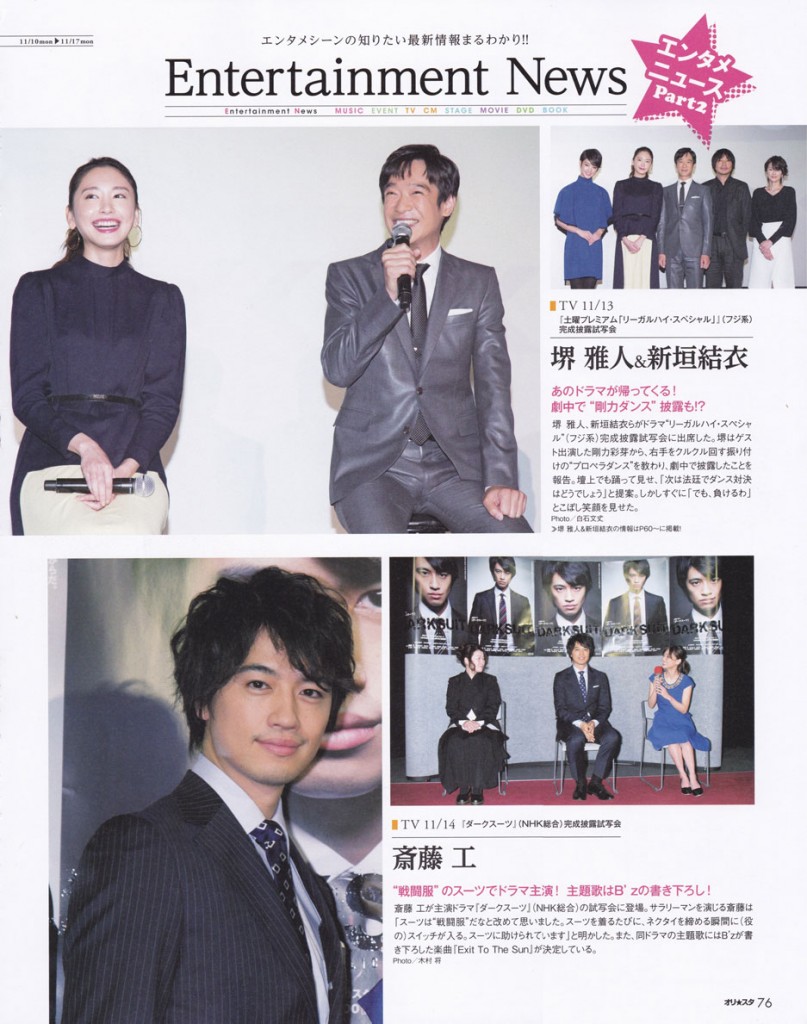 11/10mon▶11/17mon
エンタメシーンの知りたい最新情報まるわかり!!
Entertainment News
Entertainment News MUSIC EVENT TV CM STAGE MOVIE DVD BOOK
エンタメ
ニュース
Part2
TV 11/13
『土曜プレミアム「リーガルハイ・スペシャル」』（フジ系）
完成披露試写会
堺 雅人&新垣結衣
あのドラマが帰ってくる！
劇中で“剛力ダンス”披露も!?
堺 雅人、新垣結衣らがドラマ“リーガルハイ・スペシャ
ル”（フジ系）完成披露試写会に出席した。堺はゲス
ト出演した剛力彩芽から、右手をクルクル回す振り付
けの“プロペラダンス”を教わり、劇中で披露したことを
報告。壇上でも踊って見せ、「次は法廷でダンス対決
はどうでしょう」と提案。しかしすぐに「でも、負けるわ」
とこぼし笑顔を見せた。
Photo／白石文丈
≫堺 雅人&新垣結衣の情報はP60〜に掲載!
DARK SUIT DARK SUIT DARK SUIT DARK SUIT DARK SUIT
TV 11/14 『ダークスーツ』（NHK総合）完成披露試写会
斎藤 工
“戦闘服”のスーツでドラマ主演！ 主題歌はB'zの書き下ろし！
斎藤 工が主演ドラマ『ダークスーツ』（NHK総合）の試写会に登場。サラリーマンを演じる斎藤は
「スーツは“戦闘服”だなと改めて思いました。スーツを着るたびに、ネクタイを締める瞬間に（役
の）スイッチが入る。スーツに助けられています」と明かした。また、同ドラマの主題歌にはB'zが書
き下ろした楽曲『Exit To The Sun』が決定している。
Photo／木村 将
オリ★スタ 76